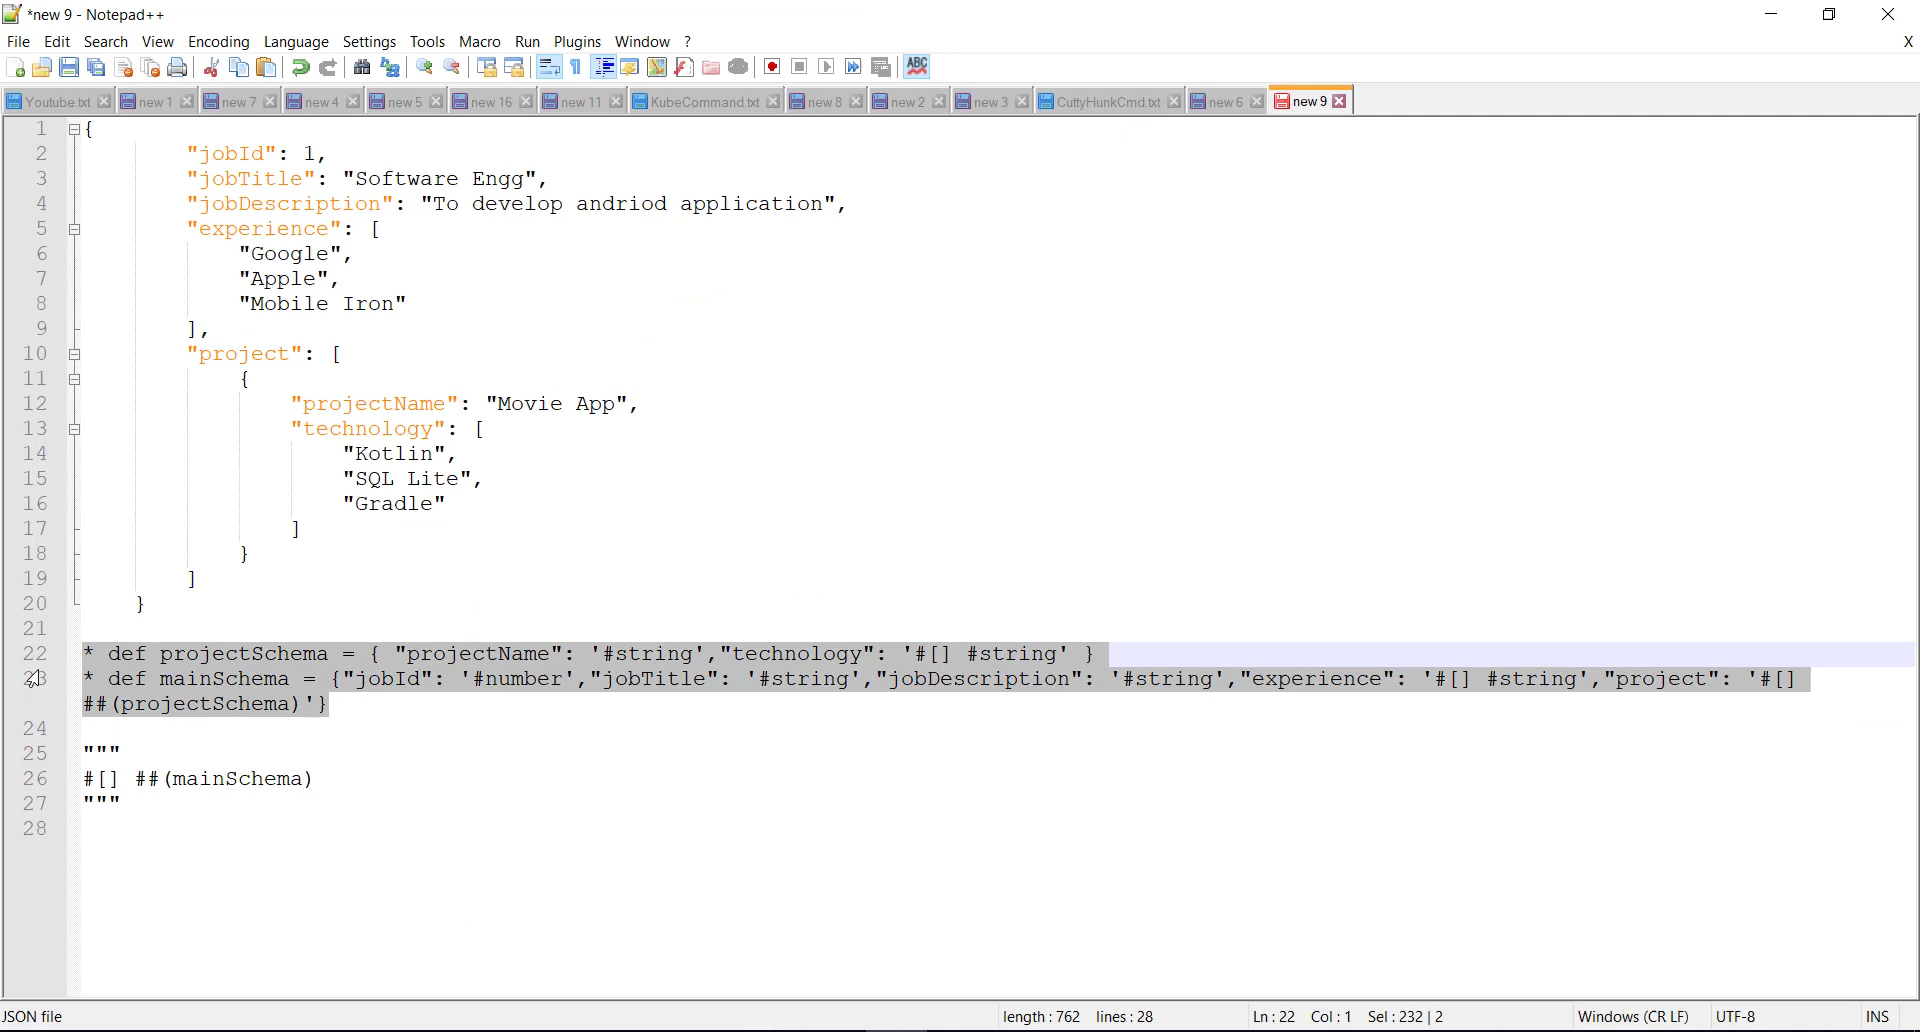 *new 9 - Notepad++
File Edit Search View Encoding Language Settings Tools Macro Run Plugins Window ? X
ABC
Youtube.txt new 1 new 7 new 4 new 5 new 16 new 11 KubeCommand.txt new 8 new 2 new 3 CuttyHunkCmd.txt new 6 new 9
1 {
2 "jobId": 1,
3 "jobTitle": "Software Engg",
4 "jobDescription": "To develop andriod application",
5 "experience": [
6 "Google",
7 "Apple",
8 "Mobile Iron"
9 ],
10 "project": [
11 {
12 "projectName": "Movie App",
13 "technology": [
14 "Kotlin",
15 "SQL Lite",
16 "Gradle"
17 ]
18 }
19 ]
20 }
21
22 * def projectSchema = { "projectName": '#string',"technology": '#[] #string' }
23 * def mainSchema = {"jobId": '#number',"jobTitle": '#string',"jobDescription": '#string',"experience": '#[] #string',"project": '#[]
##(projectSchema)'}
24
25 """
26 #[] ##(mainSchema)
27 """
28
JSON file length : 762 lines : 28 Ln : 22 Col : 1 Sel : 232 | 2 Windows (CR LF) UTF-8 INS